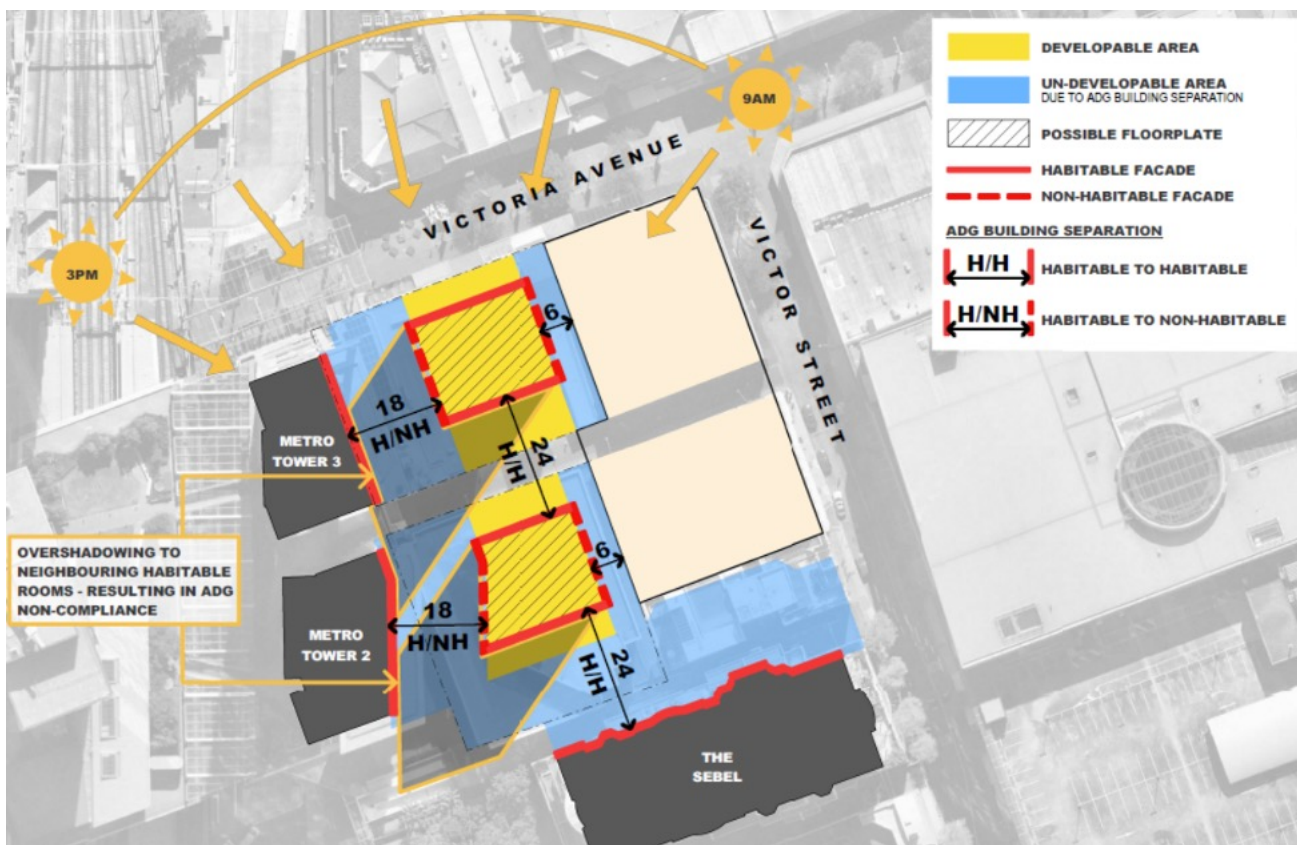 9AM
3PM
VICTORIA AVENUE
VICTOR STREET
DEVELOPABLE AREA
UN-DEVELOPABLE AREA
DUE TO ADG BUILDING SEPARATION
POSSIBLE FLOORPLATE
HABITABLE FACADE
NON-HABITABLE FACADE
ADG BUILDING SEPARATION
H/H
HABITABLE TO HABITABLE
H/NH
HABITABLE TO NON-HABITABLE
6
18
H/NH
24
H/H
METRO
TOWER 3
OVERSHADOWING TO
NEIGHBOURING HABITABLE
ROOMS - RESULTING IN ADG
NON-COMPLIANCE
6
18
H/NH
24
H/H
METRO
TOWER 2
THE
SEBEL